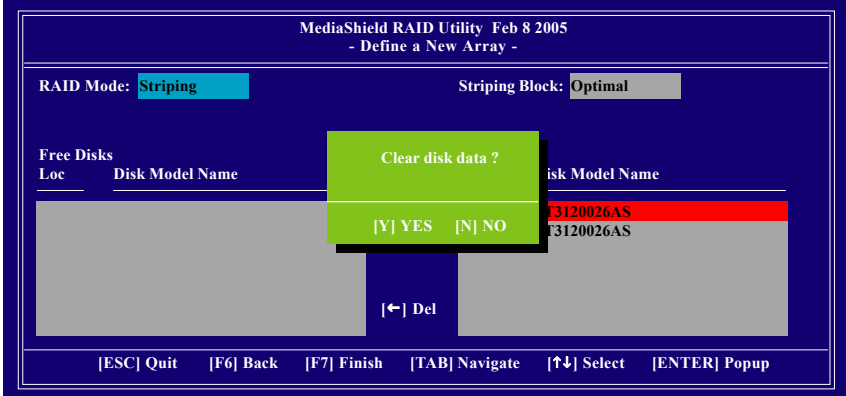 MediaShield RAID Utility Feb 8 2005
- Define a New Array -
RAID Mode: Striping Striping Block: Optimal
Clear disk data ?
[Y] YES [N] NO
Free Disks
Loc Disk Model Name isk Model Name
T3120026AS
T3120026AS
[←] Del
[ESC] Quit [F6] Back [F7] Finish [TAB] Navigate [↑↓] Select [ENTER] Popup